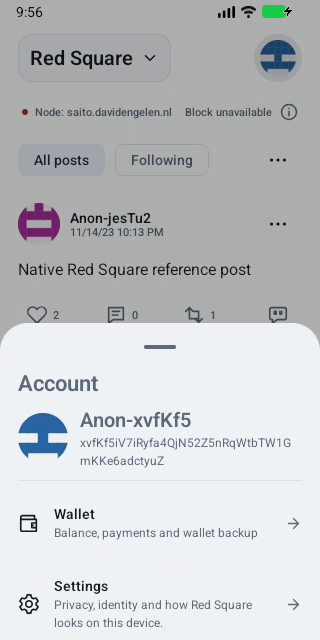 9:56
Red Square
Node: saito.davidengelen.nl Block unavailable
All posts Following
Anon-jesTu2
11/14/23 10:13 PM
Native Red Square reference post
2 0 1
Account
Anon-xvfKf5
xvfKf5iV7iRyfa4QjN52Z5nRqWtbTW1G
mKKe6adctyuZ
Wallet
Balance, payments and wallet backup
Settings
Privacy, identity and how Red Square
looks on this device.